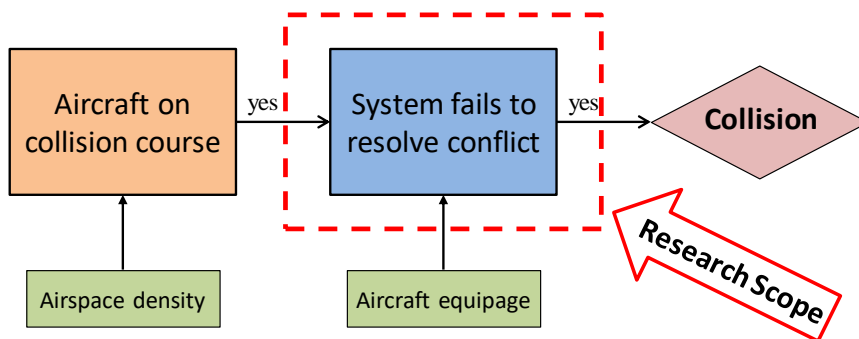 Aircraft on
collision course
yes
System fails to
resolve conflict
yes
Collision
Airspace density
Aircraft equipage
Research Scope